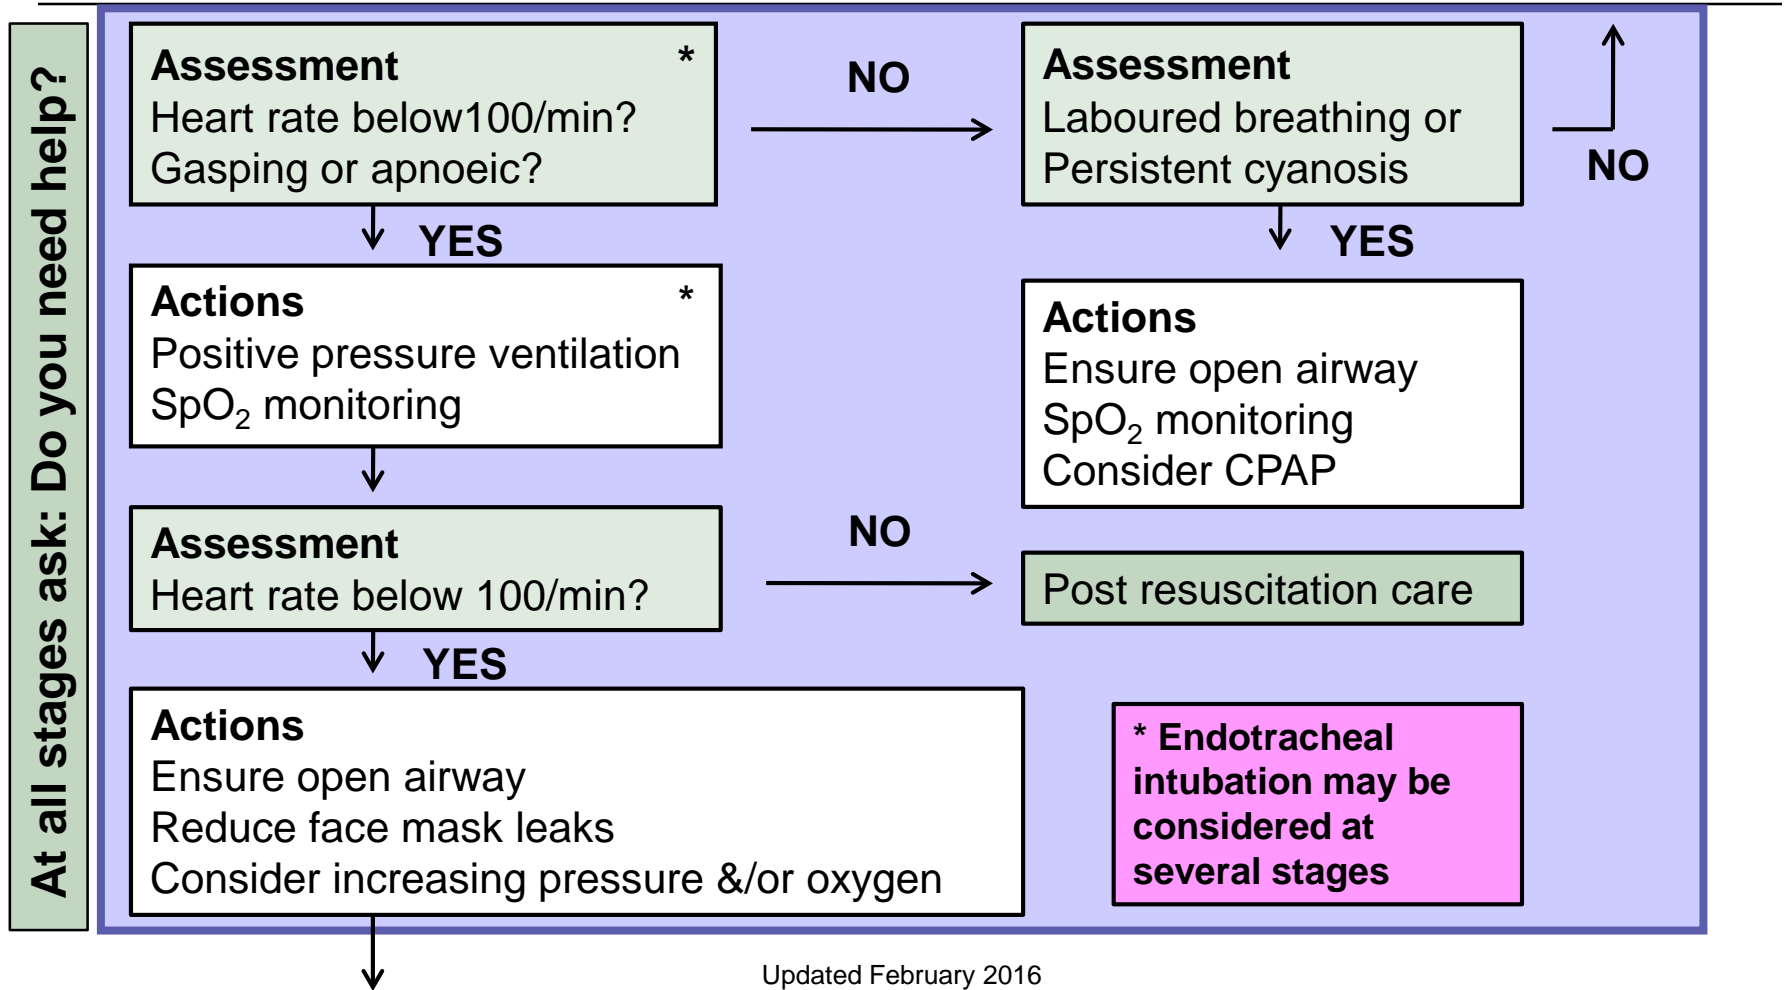 At all stages ask: Do you need help?
Assessment *
Heart rate below100/min?
Gasping or apnoeic?
NO
Assessment
Laboured breathing or
Persistent cyanosis
NO
YES
YES
Actions *
Positive pressure ventilation
SpO₂ monitoring
Actions
Ensure open airway
SpO₂ monitoring
Consider CPAP
Assessment
Heart rate below 100/min?
NO
Post resuscitation care
YES
Actions
Ensure open airway
Reduce face mask leaks
Consider increasing pressure &/or oxygen
* Endotracheal
intubation may be
considered at
several stages
Updated February 2016